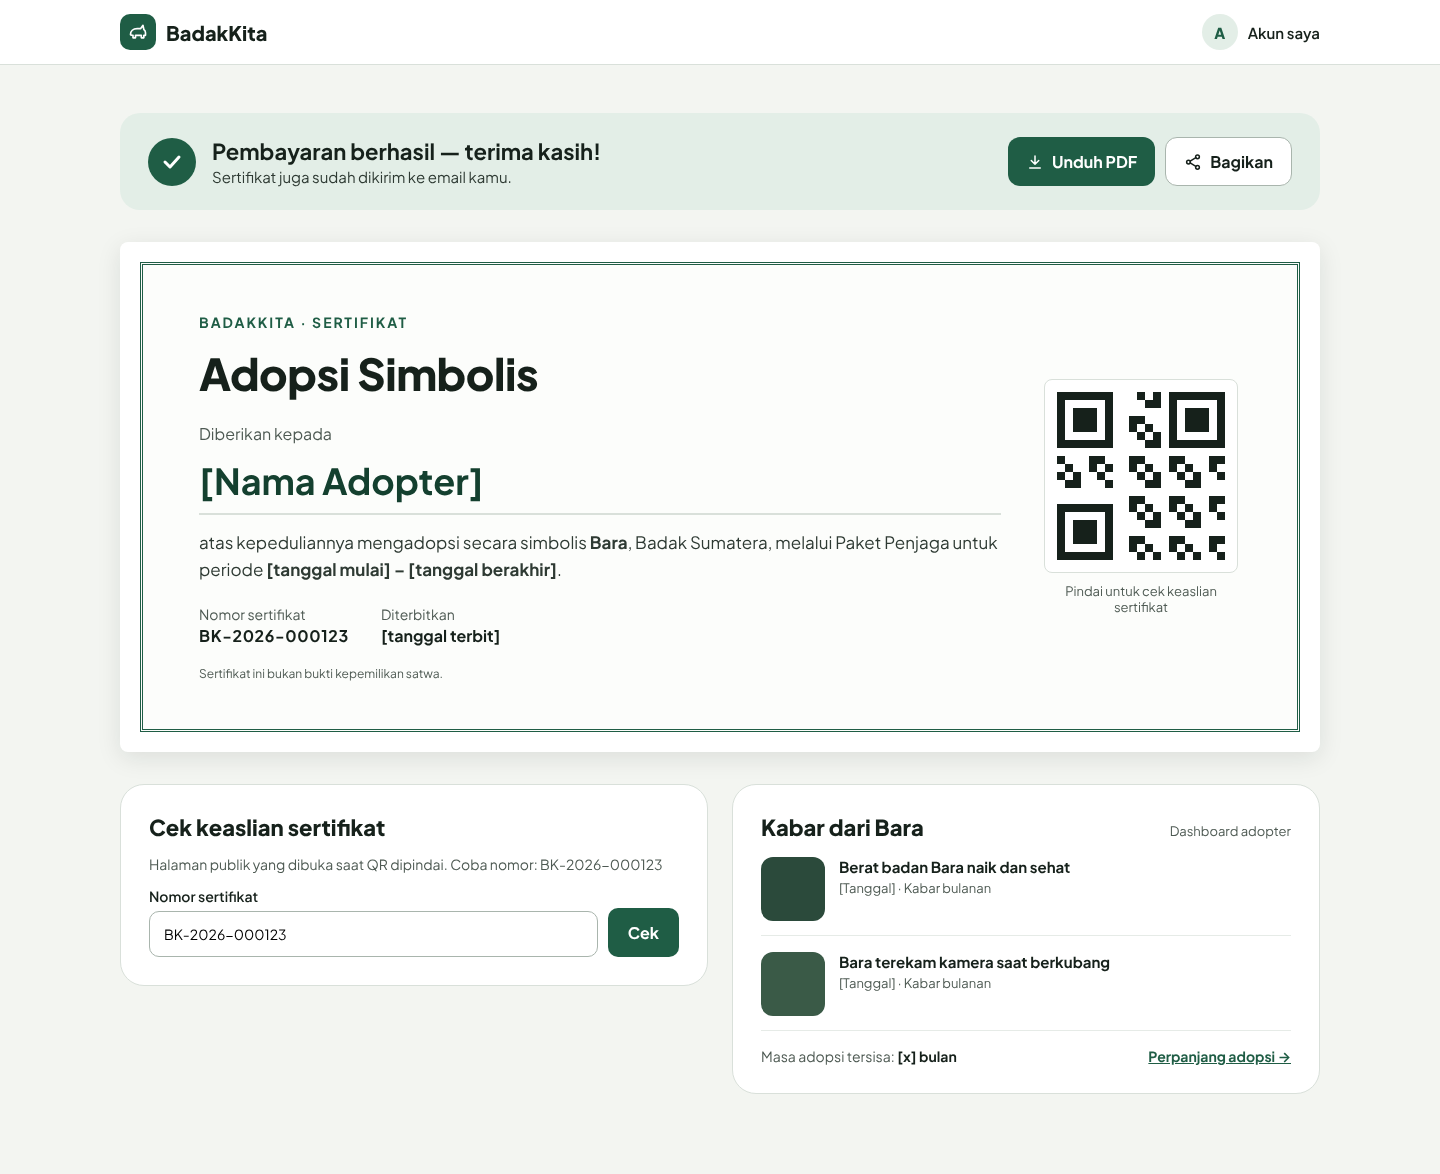 BadakKita
A
Akun saya
Pembayaran berhasil — terima kasih!
Sertifikat juga sudah dikirim ke email kamu.
Unduh PDF
Bagikan
BADAKKITA · SERTIFIKAT
Adopsi Simbolis
Diberikan kepada
[Nama Adopter]
atas kepeduliannya mengadopsi secara simbolis Bara, Badak Sumatera, melalui Paket Penjaga untuk
periode [tanggal mulai] – [tanggal berakhir].
Nomor sertifikat
BK-2026-000123
Diterbitkan
[tanggal terbit]
Sertifikat ini bukan bukti kepemilikan satwa.
Pindai untuk cek keaslian
sertifikat
Cek keaslian sertifikat
Halaman publik yang dibuka saat QR dipindai. Coba nomor: BK-2026-000123
Nomor sertifikat
BK-2026-000123
Cek
Kabar dari Bara
Dashboard adopter
Berat badan Bara naik dan sehat
[Tanggal] · Kabar bulanan
Bara terekam kamera saat berkubang
[Tanggal] · Kabar bulanan
Masa adopsi tersisa: [x] bulan
Perpanjang adopsi →